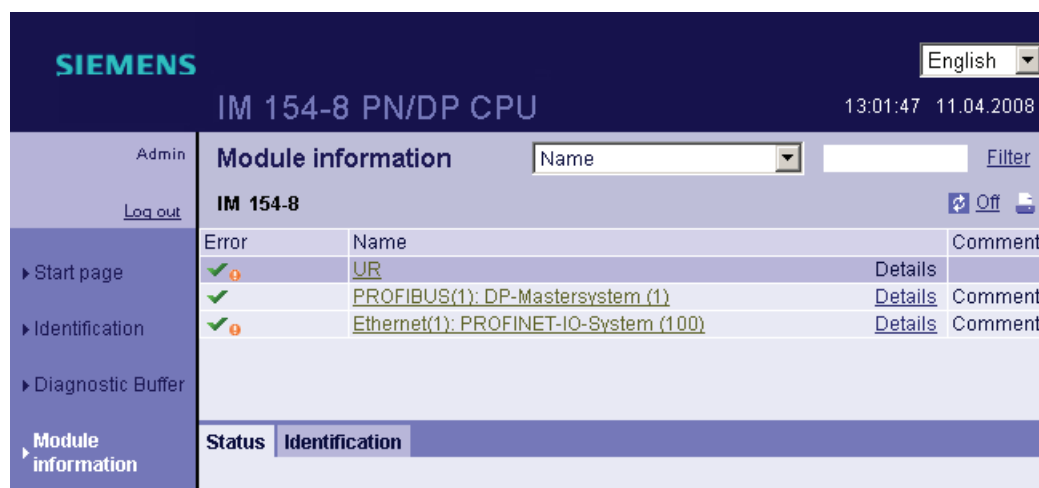 SIEMENS
English
IM 154-8 PN/DP CPU
13:01:47 11.04.2008
Admin
Module information
Name
Filter
Log out
IM 154-8
Off
Error Name Comment
Start page
UR Details
PROFIBUS(1): DP-Mastersystem (1) Details Comment
Identification
Ethernet(1): PROFINET-IO-System (100) Details Comment
Diagnostic Buffer
Module
information
Status Identification